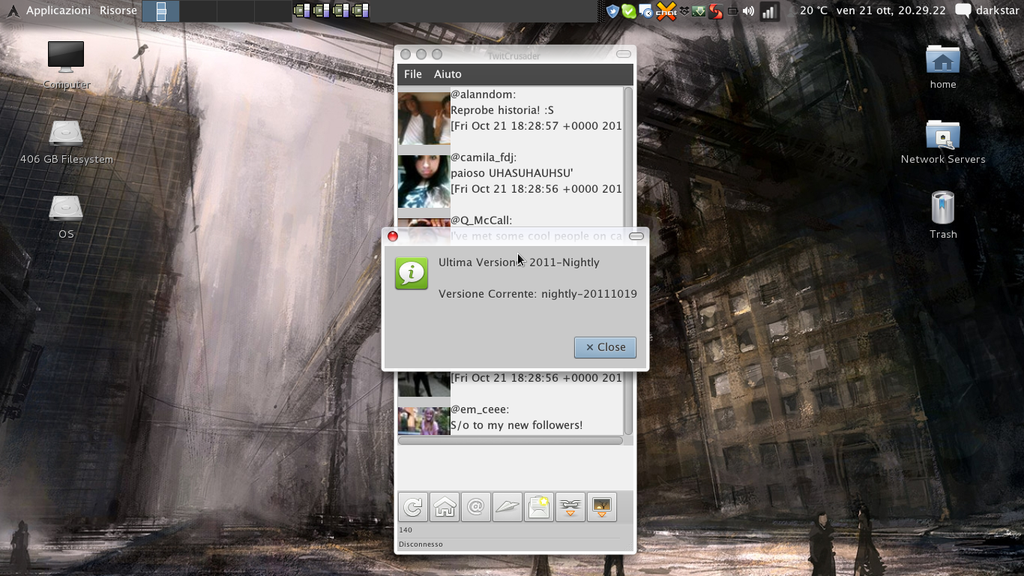 Applicazioni Risorse
20 °C ven 21 ott, 20.29.22 darkstar
Computer
406 GB Filesystem
OS
home
Network Servers
Trash
TwitCrusader
File Aiuto
@alanndom:
Reprobe historia! :S
[Fri Oct 21 18:28:57 +0000 201
@camila_fdj:
paioso UHASUHAUHSU'
[Fri Oct 21 18:28:56 +0000 201
@Q_McCall:
I've met some cool people on ca
Ultima Versione: 2011-Nightly
Versione Corrente: nightly-20111019
Close
[Fri Oct 21 18:28:56 +0000 201
@em_ceee:
S/o to my new followers!
140
Disconnesso